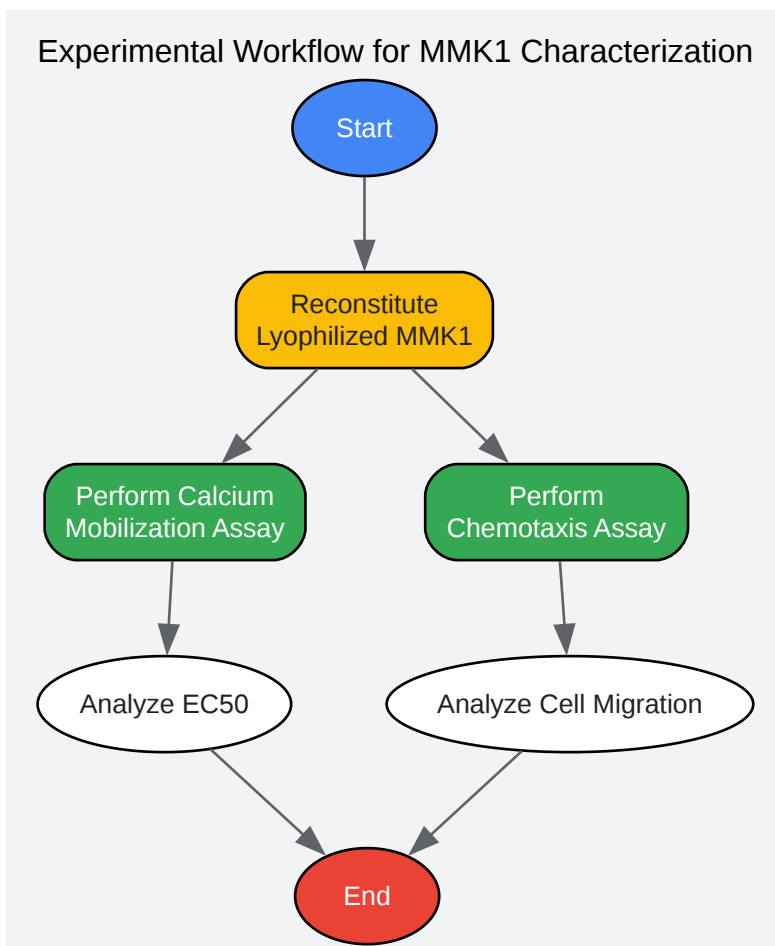 Experimental Workflow for MMK1 Characterization
Start
Reconstitute
Lyophilized MMK1
Perform Calcium
Mobilization Assay
Perform
Chemotaxis Assay
Analyze EC50
Analyze Cell Migration
End